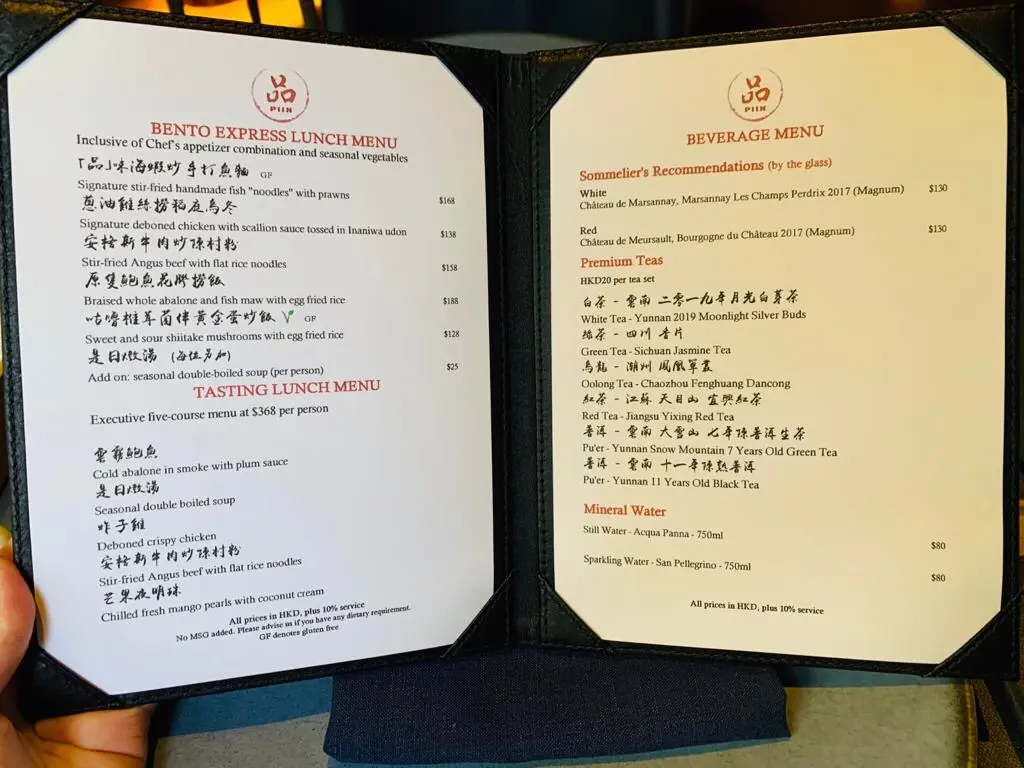 品
PIIN
BENTO EXPRESS LUNCH MENU
Inclusive of Chef's appetizer combination and seasonal vegetables
「品」味海蝦炒手打魚麵 GF
Signature stir-fried handmade fish "noodles" with prawns $168
蔥油雞絲撈稻庭烏冬
Signature deboned chicken with scallion sauce tossed in Inaniwa udon $138
安格斯牛肉炒陳村粉
Stir-fried Angus beef with flat rice noodles $158
原隻鮑魚花膠撈飯
Braised whole abalone and fish maw with egg fried rice $188
咕嚕椎茸菌伴黃金蛋炒飯 GF
Sweet and sour shiitake mushrooms with egg fried rice $128
是日燉湯 (每位另加)
Add on: seasonal double-boiled soup (per person) $25
TASTING LUNCH MENU
Executive five-course menu at $368 per person
雲霧鮑魚
Cold abalone in smoke with plum sauce
是日燉湯
Seasonal double boiled soup
炸子雞
Deboned crispy chicken
安格斯牛肉炒陳村粉
Stir-fried Angus beef with flat rice noodles
芒果夜明珠
Chilled fresh mango pearls with coconut cream
All prices in HKD, plus 10% service
No MSG added. Please advise us if you have any dietary requirement.
GF denotes gluten free
品
PIIN
BEVERAGE MENU
Sommelier's Recommendations (by the glass)
White
Château de Marsannay, Marsannay Les Champs Perdrix 2017 (Magnum) $130
Red
Château de Meursault, Bourgogne du Château 2017 (Magnum) $130
Premium Teas
HKD20 per tea set
白茶 - 雲南 二零一九年月光白芽茶
White Tea - Yunnan 2019 Moonlight Silver Buds
綠茶 - 四川 香片
Green Tea - Sichuan Jasmine Tea
烏龍 - 潮州 鳳凰單叢
Oolong Tea - Chaozhou Fenghuang Dancong
紅茶 - 江蘇 天目山 宜興紅茶
Red Tea - Jiangsu Yixing Red Tea
普洱 - 雲南 大雪山 七年陳普洱生茶
Pu'er - Yunnan Snow Mountain 7 Years Old Green Tea
普洱 - 雲南 十一年陳熟普洱
Pu'er - Yunnan 11 Years Old Black Tea
Mineral Water
Still Water - Acqua Panna - 750ml $80
Sparkling Water - San Pellegrino - 750ml $80
All prices in HKD, plus 10% service